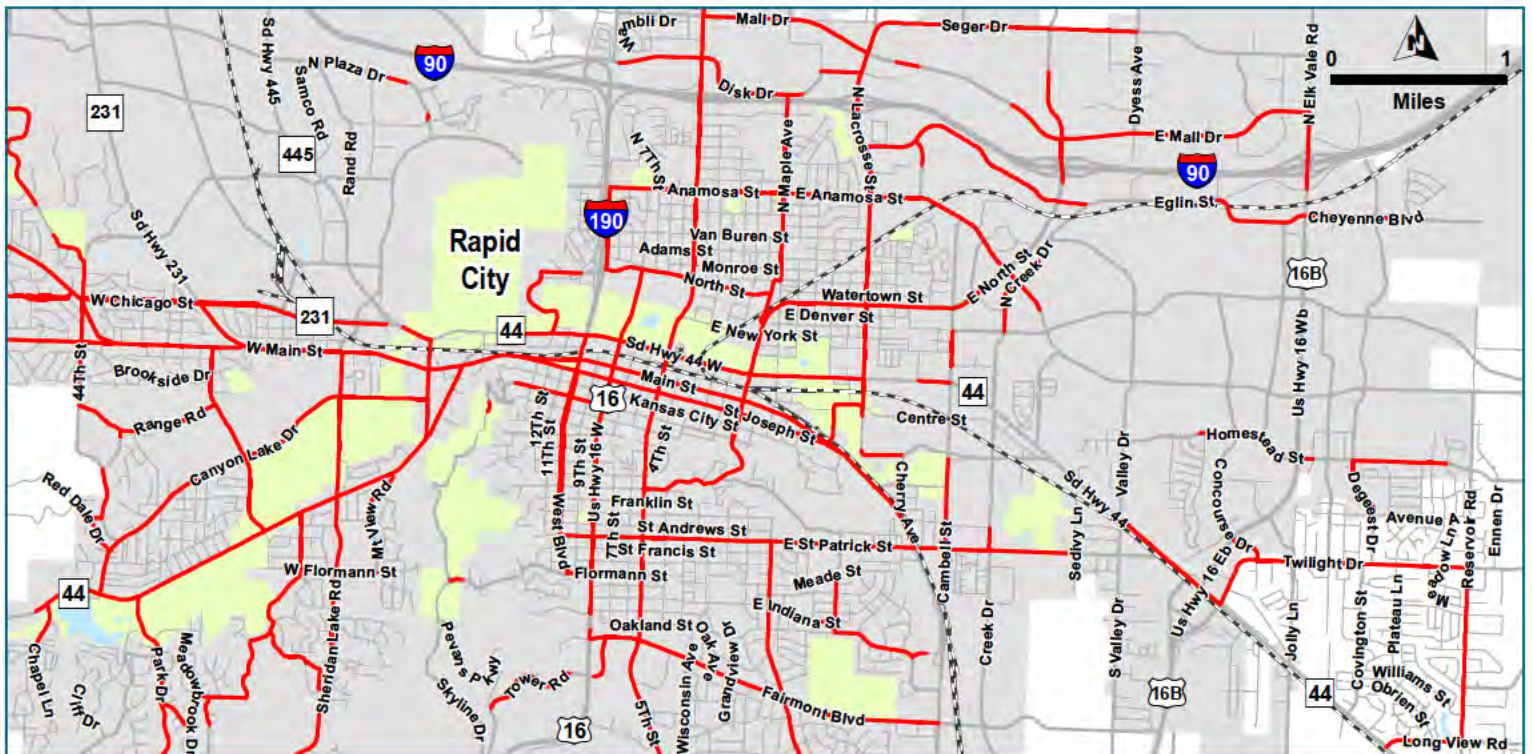 Wambli Dr
Mall Dr
Seger Dr
N
0 1
Miles
Sd Hwy 445
N Plaza Dr
90
Samco Rd
Rand Rd
231
445
Disk Dr
N Lacrosse St
Dyess Ave
N Elk Vale Rd
E Mall Dr
90
N 7Th St
Anamosa St
N Maple Ave
E Anamosa St
Eglin St
Cheyenne Blvd
190
Rapid
City
Sd Hwy 231
Van Buren St
Adams St
Monroe St
North St
E North St
N Creek Dr
16B
W Chicago St
231
44
Watertown St
E Denver St
E New York St
Us Hwy 16 Wb
W Main St
Sd Hwy 44 W
44Th St
Brookside Dr
Main St
44
Range Rd
16
Kansas City St
St Joseph St
Centre St
12Th St
11Th St
9Th St
Us Hwy 16 W
4Th St
Canyon Lake Dr
Valley Dr
Homestead St
Concourse Dr
Sd Hwy 44
Red Dale Dr
Mt View Rd
West Blvd
7Th St
Franklin St
St Andrews St
Cherry Ave
Sedivy Ln
Degeest Dr
Avenue A
Meadow Ln
Reservoir Rd
Ennen Dr
St Francis St
E St Patrick St
Cambell St
Us Hwy 16 Eb
Twilight Dr
W Flormann St
Flormann St
Meade St
44
E Indiana St
Oakland St
Sheridan Lake Rd
Pevans Pkwy
Oak Ave
Grandview Dr
Creek Dr
S Valley Dr
Jolly Ln
Covington St
Plateau Ln
Chapel Ln
Cliff Dr
Park Dr
Meadowbrook Dr
Skyline Dr
Tower Rd
16
5Th St
Wisconsin Ave
Fairmont Blvd
16B
44
Williams St
Obrien St
Long View Rd